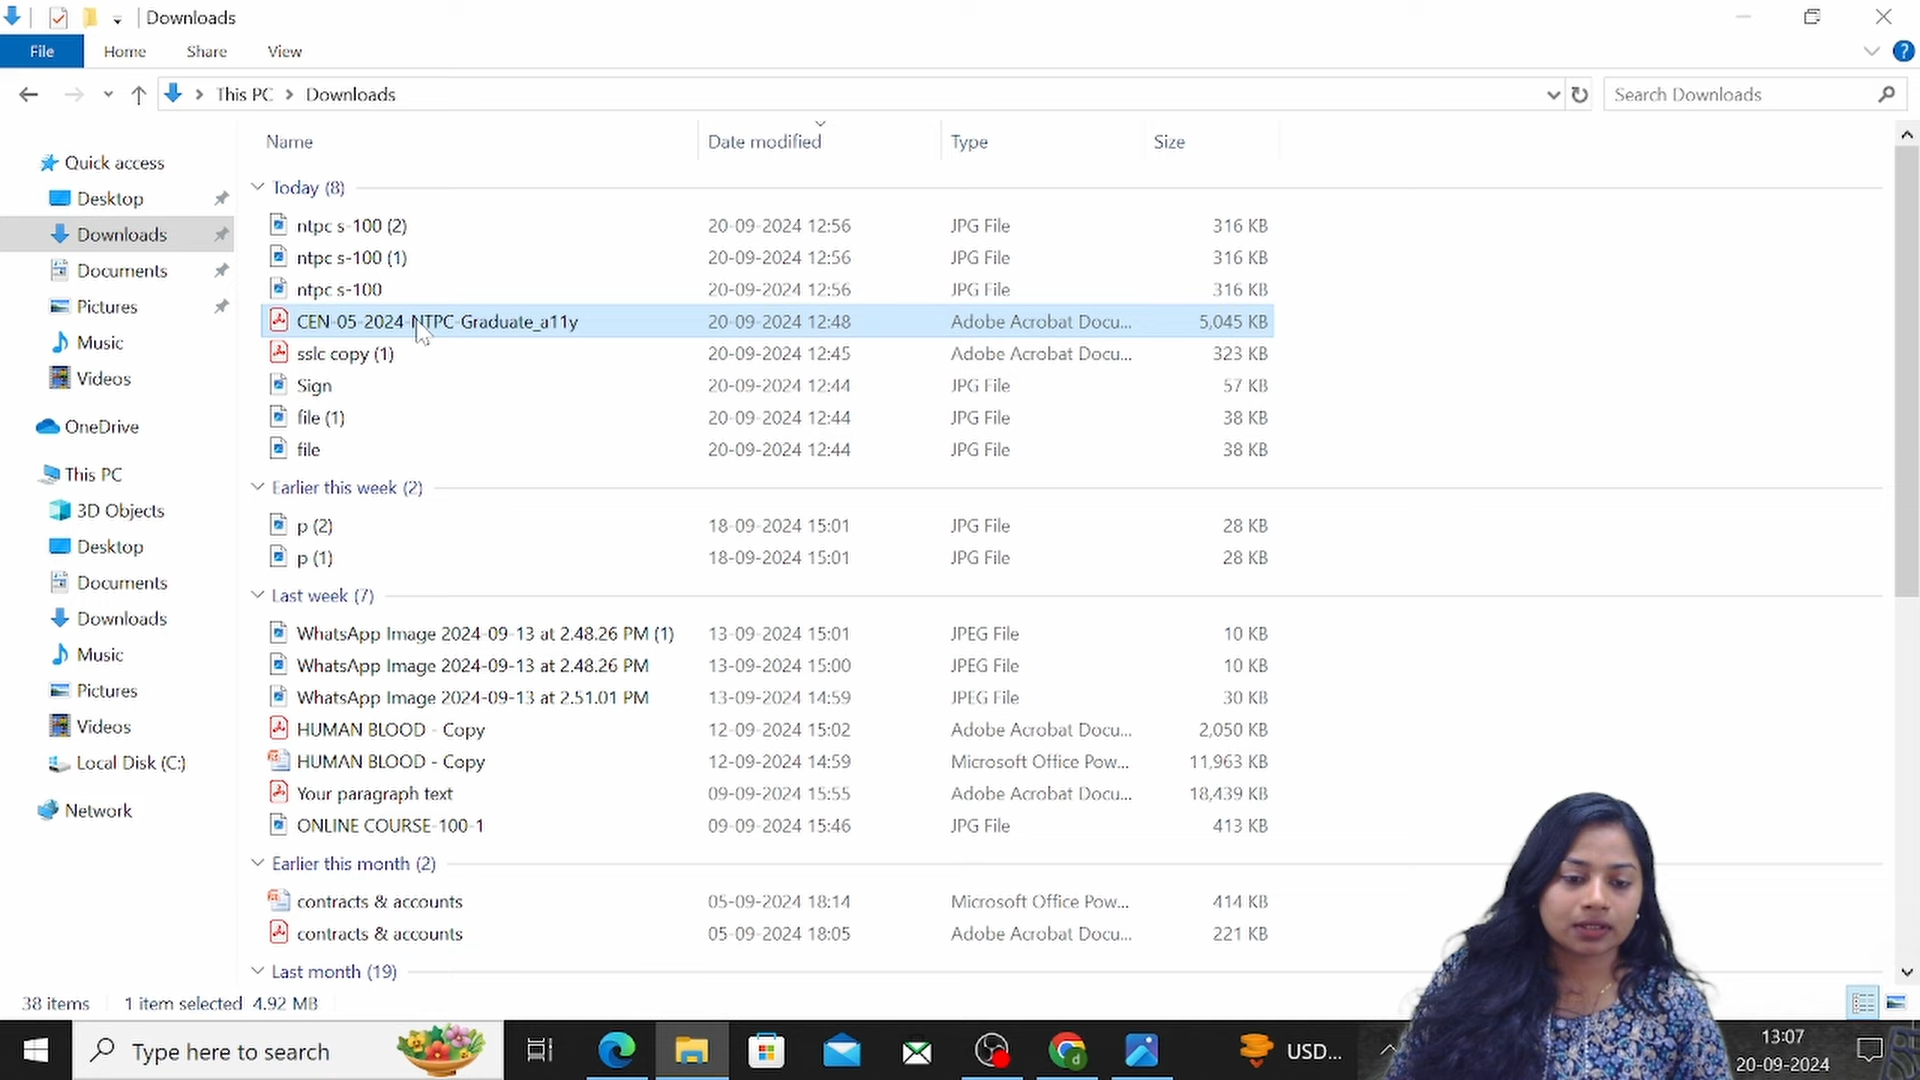 Downloads
File Home Share View
This PC > Downloads
Search Downloads
Name Date modified Type Size
Quick access
Desktop
Downloads
Documents
Pictures
Music
Videos
OneDrive
This PC
3D Objects
Desktop
Documents
Downloads
Music
Pictures
Videos
Local Disk (C:)
Network
Today (8)
ntpc s-100 (2) 20-09-2024 12:56 JPG File 316 KB
ntpc s-100 (1) 20-09-2024 12:56 JPG File 316 KB
ntpc s-100 20-09-2024 12:56 JPG File 316 KB
CEN-05-2024-NTPC-Graduate_a11y 20-09-2024 12:48 Adobe Acrobat Docu... 5,045 KB
sslc copy (1) 20-09-2024 12:45 Adobe Acrobat Docu... 323 KB
Sign 20-09-2024 12:44 JPG File 57 KB
file (1) 20-09-2024 12:44 JPG File 38 KB
file 20-09-2024 12:44 JPG File 38 KB
Earlier this week (2)
p (2) 18-09-2024 15:01 JPG File 28 KB
p (1) 18-09-2024 15:01 JPG File 28 KB
Last week (7)
WhatsApp Image 2024-09-13 at 2.48.26 PM (1) 13-09-2024 15:01 JPEG File 10 KB
WhatsApp Image 2024-09-13 at 2.48.26 PM 13-09-2024 15:00 JPEG File 10 KB
WhatsApp Image 2024-09-13 at 2.51.01 PM 13-09-2024 14:59 JPEG File 30 KB
HUMAN BLOOD - Copy 12-09-2024 15:02 Adobe Acrobat Docu... 2,050 KB
HUMAN BLOOD - Copy 12-09-2024 14:59 Microsoft Office Pow... 11,963 KB
Your paragraph text 09-09-2024 15:55 Adobe Acrobat Docu... 18,439 KB
ONLINE COURSE-100-1 09-09-2024 15:46 JPG File 413 KB
Earlier this month (2)
contracts & accounts 05-09-2024 18:14 Microsoft Office Pow... 414 KB
contracts & accounts 05-09-2024 18:05 Adobe Acrobat Docu... 221 KB
Last month (19)
38 items 1 item selected 4.92 MB
Type here to search
USD...
13:07
20-09-2024